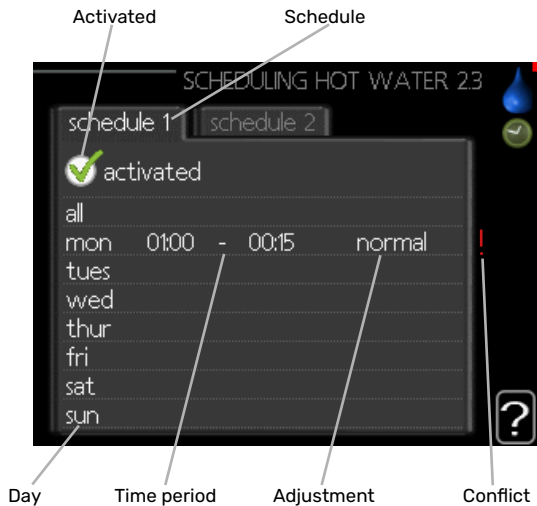 Activated Schedule
SCHEDULING HOT WATER 2.3
schedule 1 schedule 2
activated
all
mon 01:00 - 00:15 normal !
tues
wed
thur
fri
sat
sun
?
Day Time period Adjustment Conflict